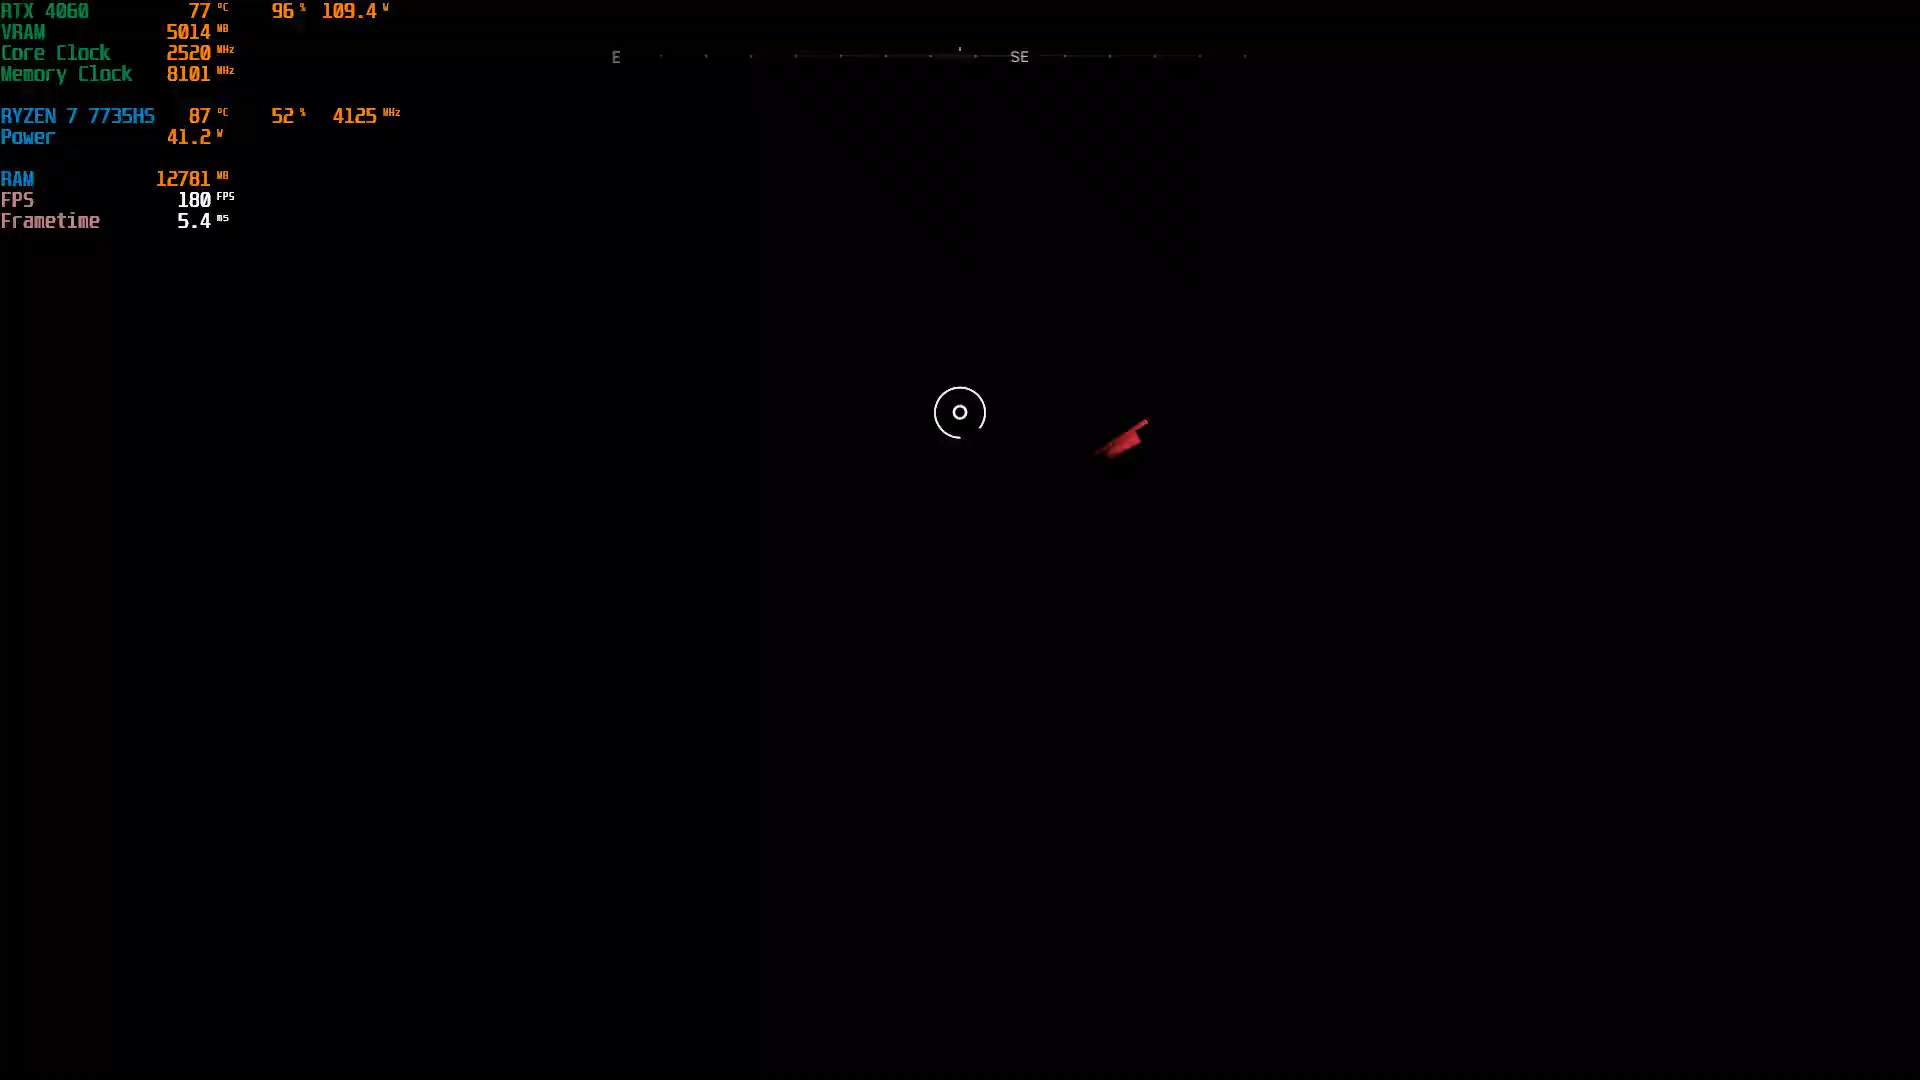 RTX 4060 77 °C 96 % 109.4 W
VRAM 5014 MB
Core Clock 2520 MHz
Memory Clock 8101 MHz
E SE
RYZEN 7 7735HS 87 °C 52 % 4125 MHz
Power 41.2 W
RAM 12781 MB
FPS 180 FPS
Frametime 5.4 ms